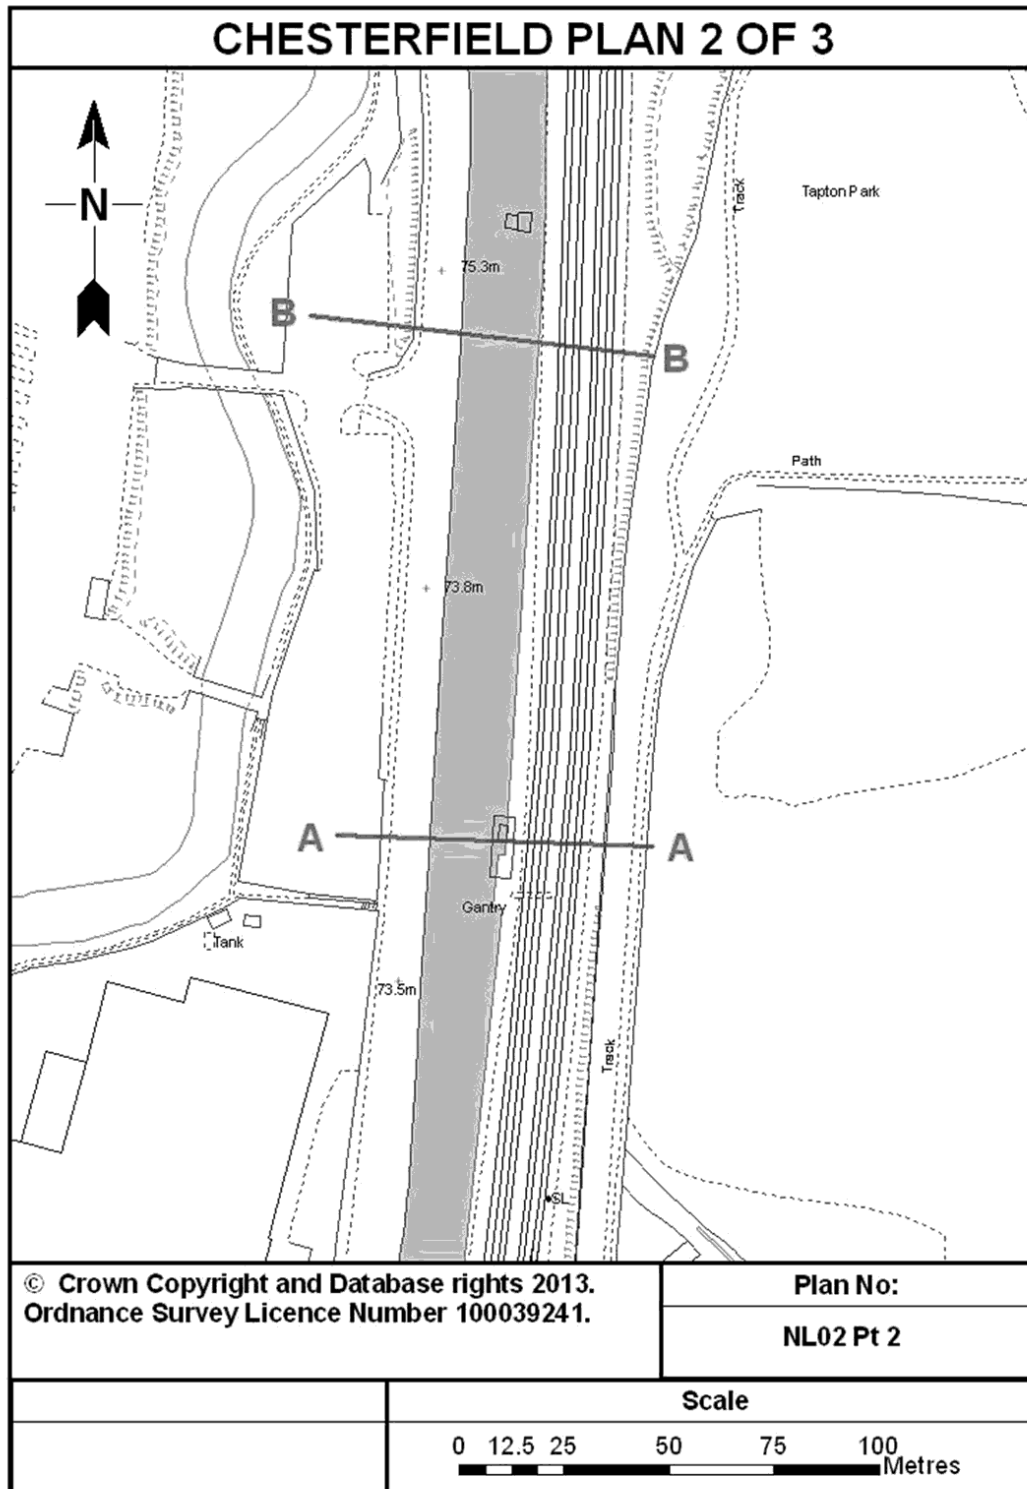 CHESTERFIELD PLAN 2 OF 3
N
Track
Tapton Park
75.3m
B
B
Path
73.8m
A
A
Gantry
Tank
73.5m
Track
SL
© Crown Copyright and Database rights 2013.
Ordnance Survey Licence Number 100039241.
Plan No:
NL02 Pt 2
Scale
0 12.5 25 50 75 100
Metres